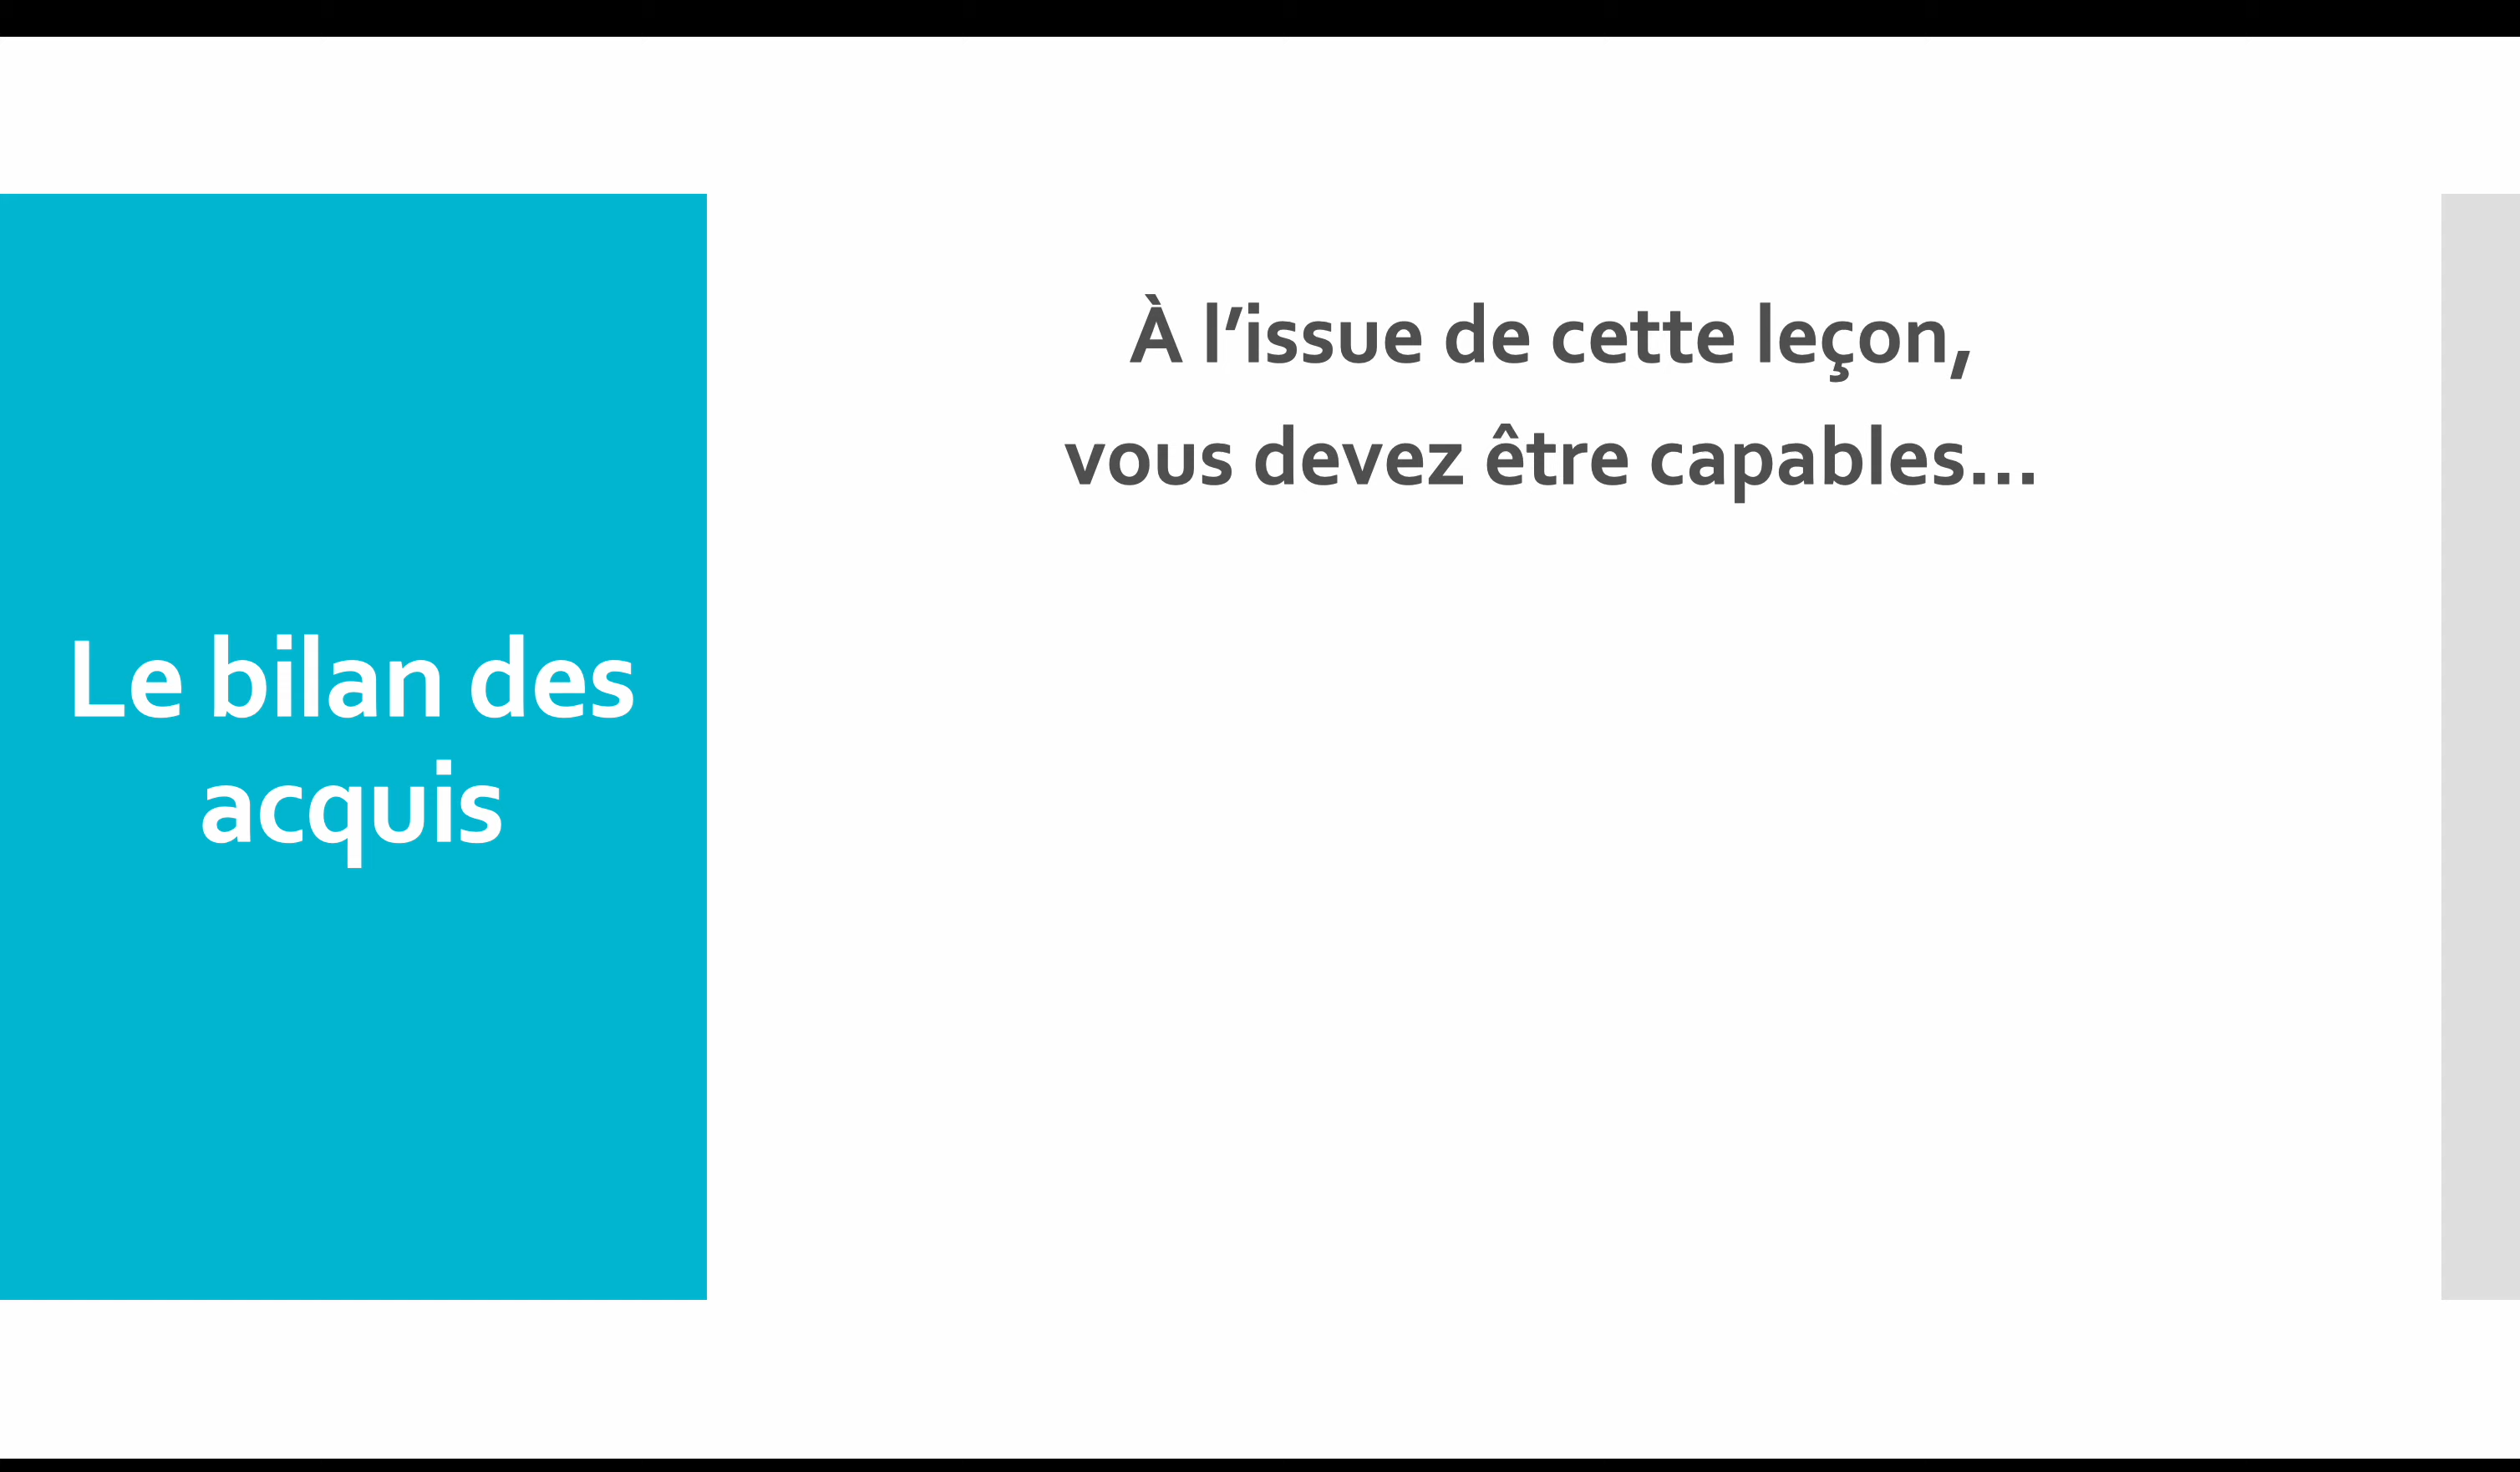 Le bilan des
acquis
À l'issue de cette leçon,
vous devez être capables...